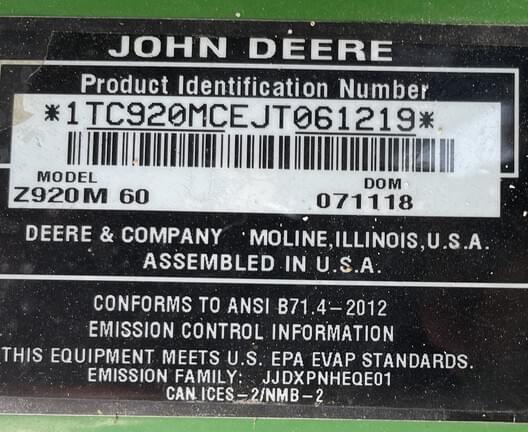 JOHN DEERE
Product Identification Number
*1TC920MCEJT061219*
MODEL DOM
Z920M 60 071118
DEERE & COMPANY MOLINE, ILLINOIS, U.S.A.
ASSEMBLED IN U.S.A.
CONFORMS TO ANSI B71.4-2012
EMISSION CONTROL INFORMATION
THIS EQUIPMENT MEETS U.S. EPA EVAP STANDARDS.
EMISSION FAMILY: JJDXPNHEQE01
CAN ICES-2/NMB-2